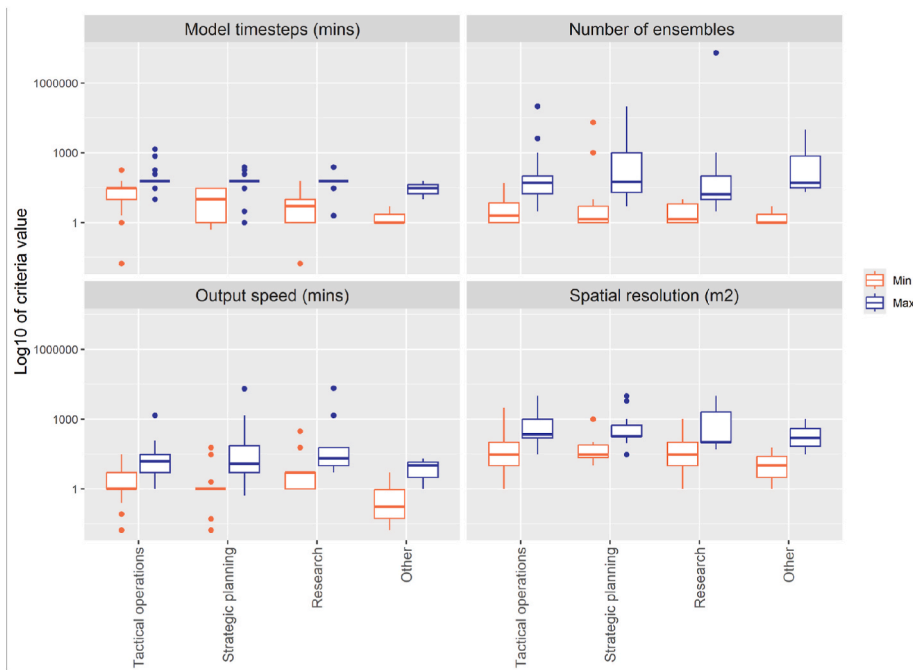 Model timesteps (mins)
Number of ensembles
1000000
1000
1
Output speed (mins)
Spatial resolution (m2)
1000000
1000
1
Log10 of criteria value
Min
Max
Tactical operations
Strategic planning
Research
Other
Tactical operations
Strategic planning
Research
Other